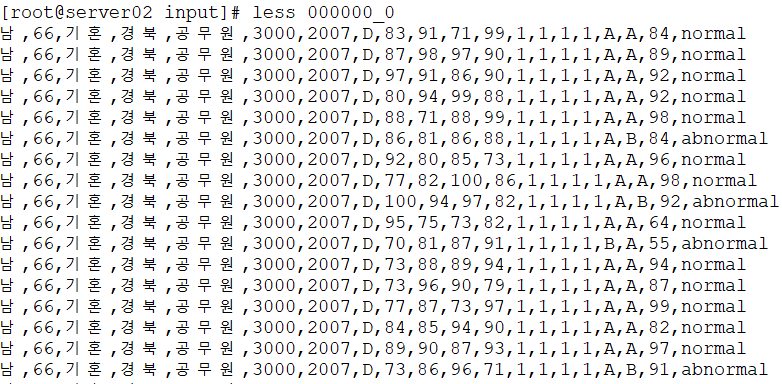 [root@server02 input]# less 000000_0
남,66,기혼,경북,공무원,3000,2007,D,83,91,71,99,1,1,1,1,A,A,84,normal
남,66,기혼,경북,공무원,3000,2007,D,87,98,97,90,1,1,1,1,A,A,89,normal
남,66,기혼,경북,공무원,3000,2007,D,97,91,86,90,1,1,1,1,A,A,92,normal
남,66,기혼,경북,공무원,3000,2007,D,80,94,99,88,1,1,1,1,A,A,92,normal
남,66,기혼,경북,공무원,3000,2007,D,88,71,88,99,1,1,1,1,A,A,98,normal
남,66,기혼,경북,공무원,3000,2007,D,86,81,86,88,1,1,1,1,A,B,84,abnormal
남,66,기혼,경북,공무원,3000,2007,D,92,80,85,73,1,1,1,1,A,A,96,normal
남,66,기혼,경북,공무원,3000,2007,D,77,82,100,86,1,1,1,1,A,A,98,normal
남,66,기혼,경북,공무원,3000,2007,D,100,94,97,82,1,1,1,1,A,B,92,abnormal
남,66,기혼,경북,공무원,3000,2007,D,95,75,73,82,1,1,1,1,A,A,64,normal
남,66,기혼,경북,공무원,3000,2007,D,70,81,87,91,1,1,1,1,B,A,55,abnormal
남,66,기혼,경북,공무원,3000,2007,D,73,88,89,94,1,1,1,1,A,A,94,normal
남,66,기혼,경북,공무원,3000,2007,D,73,96,90,79,1,1,1,1,A,A,87,normal
남,66,기혼,경북,공무원,3000,2007,D,77,87,73,97,1,1,1,1,A,A,99,normal
남,66,기혼,경북,공무원,3000,2007,D,84,85,94,90,1,1,1,1,A,A,82,normal
남,66,기혼,경북,공무원,3000,2007,D,89,90,87,93,1,1,1,1,A,A,97,normal
남,66,기혼,경북,공무원,3000,2007,D,73,86,96,71,1,1,1,1,A,B,91,abnormal